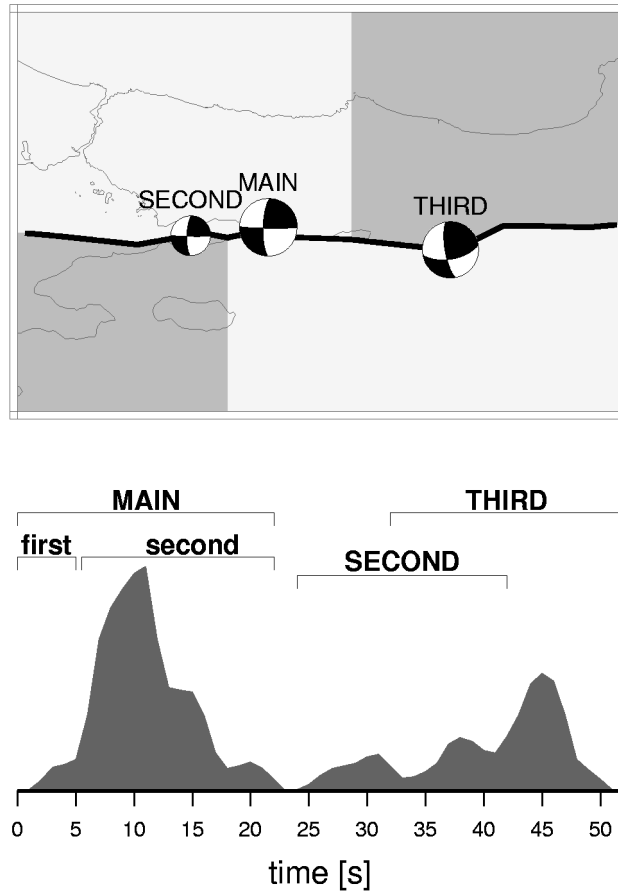 SECOND MAIN THIRD
MAIN THIRD
first second SECOND
0 5 10 15 20 25 30 35 40 45 50
time [s]